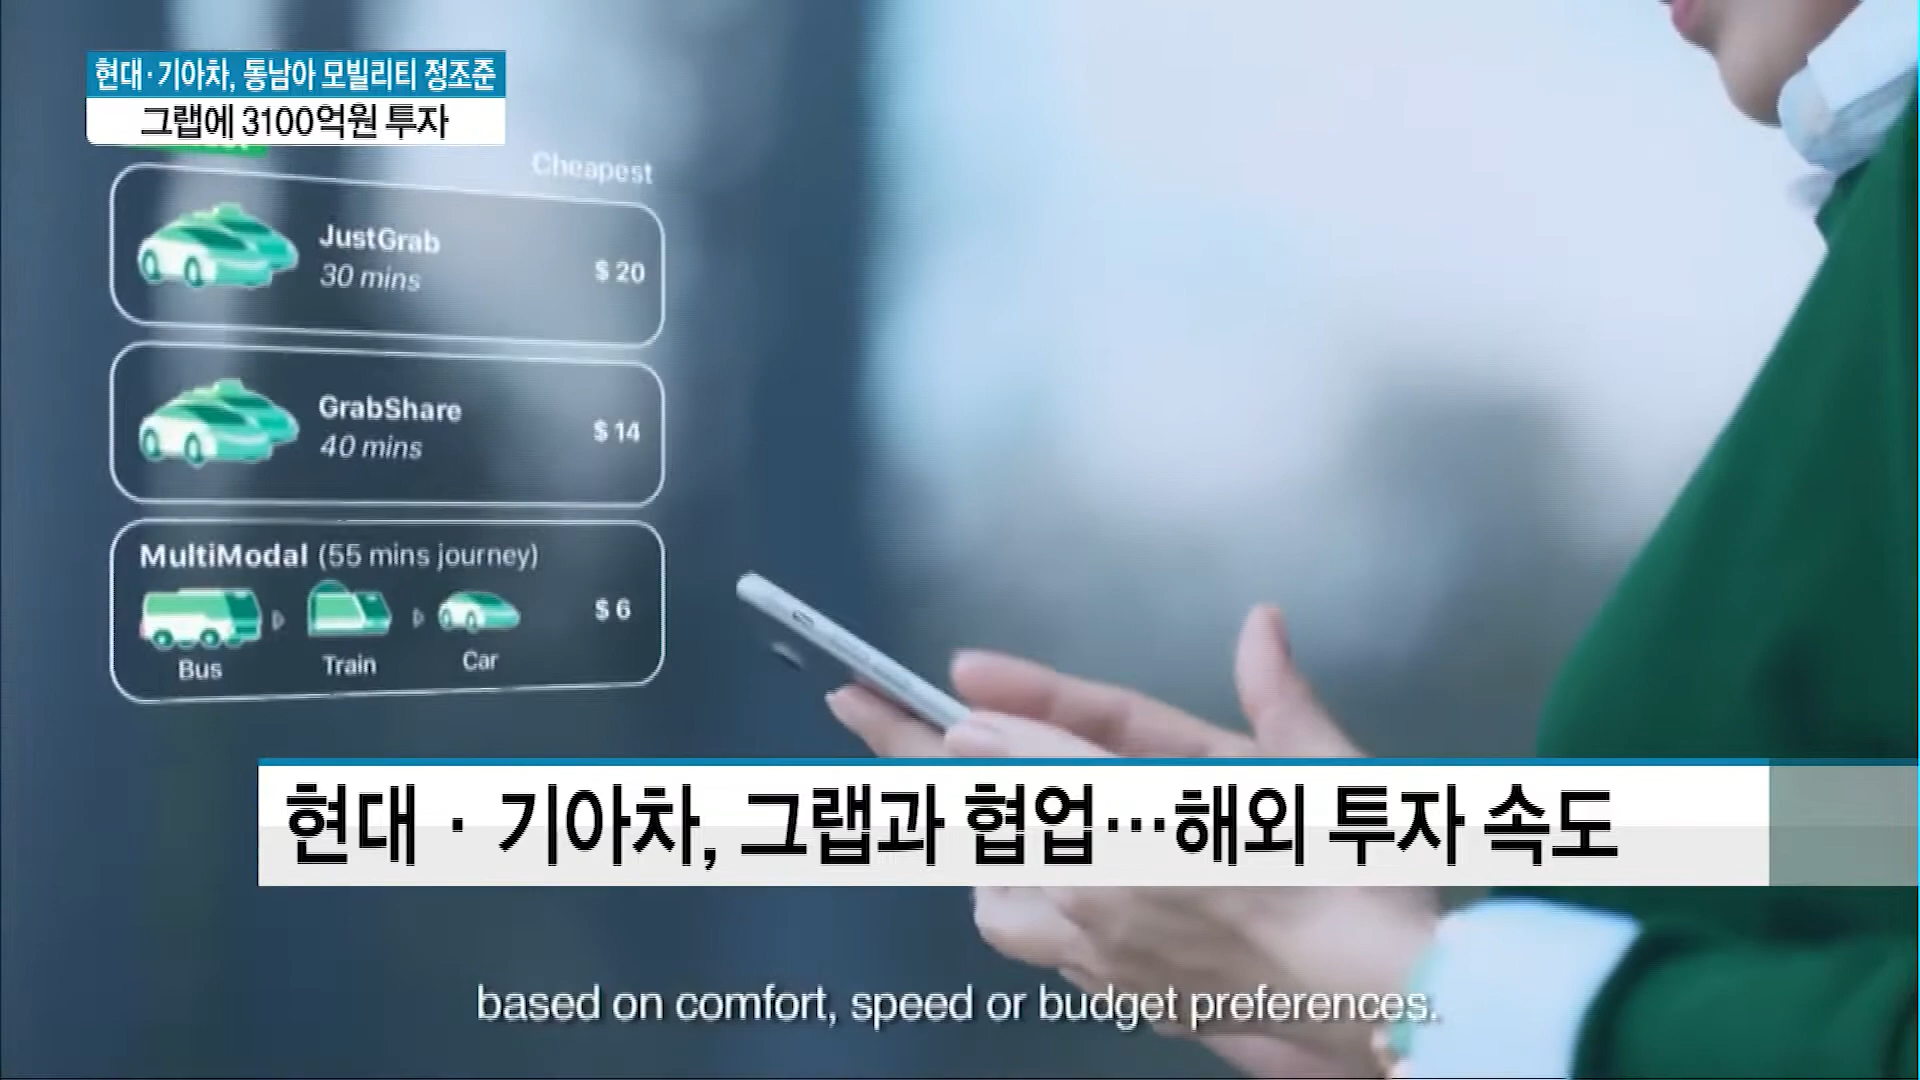 현대·기아차, 동남아 모빌리티 정조준
그랩에 3100억원 투자
Cheapest
JustGrab
30 mins
$ 20
GrabShare
40 mins
$ 14
MultiModal (55 mins journey)
$ 6
Bus
Train
Car
현대 · 기아차, 그랩과 협업…해외 투자 속도
based on comfort, speed or budget preferences.